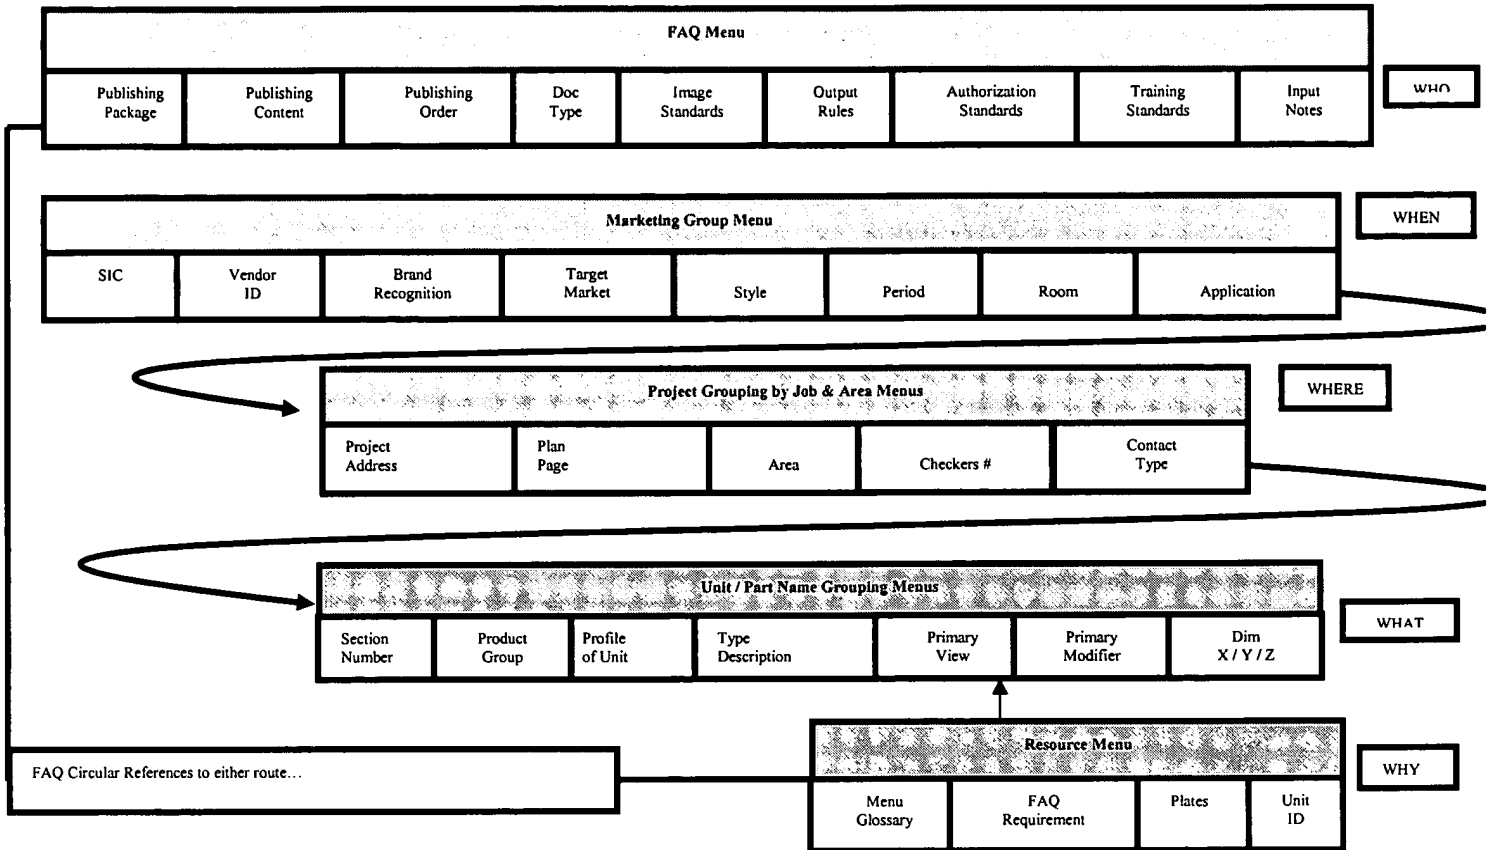 FAQ Menu
Publishing
Package
Publishing
Content
Publishing
Order
Doc
Type
Image
Standards
Output
Rules
Authorization
Standards
Training
Standards
Input
Notes
WHO
Marketing Group Menu
WHEN
SIC
Vendor
ID
Brand
Recognition
Target
Market
Style
Period
Room
Application
Project Grouping by Job & Area Menus
WHERE
Project
Address
Plan
Page
Area
Checkers #
Contact
Type
Unit / Part Name Grouping Menus
WHAT
Section
Number
Product
Group
Profile
of Unit
Type
Description
Primary
View
Primary
Modifier
Dim
X / Y / Z
Resource Menu
WHY
FAQ Circular References to either route...
Menu
Glossary
FAQ
Requirement
Plates
Unit
ID